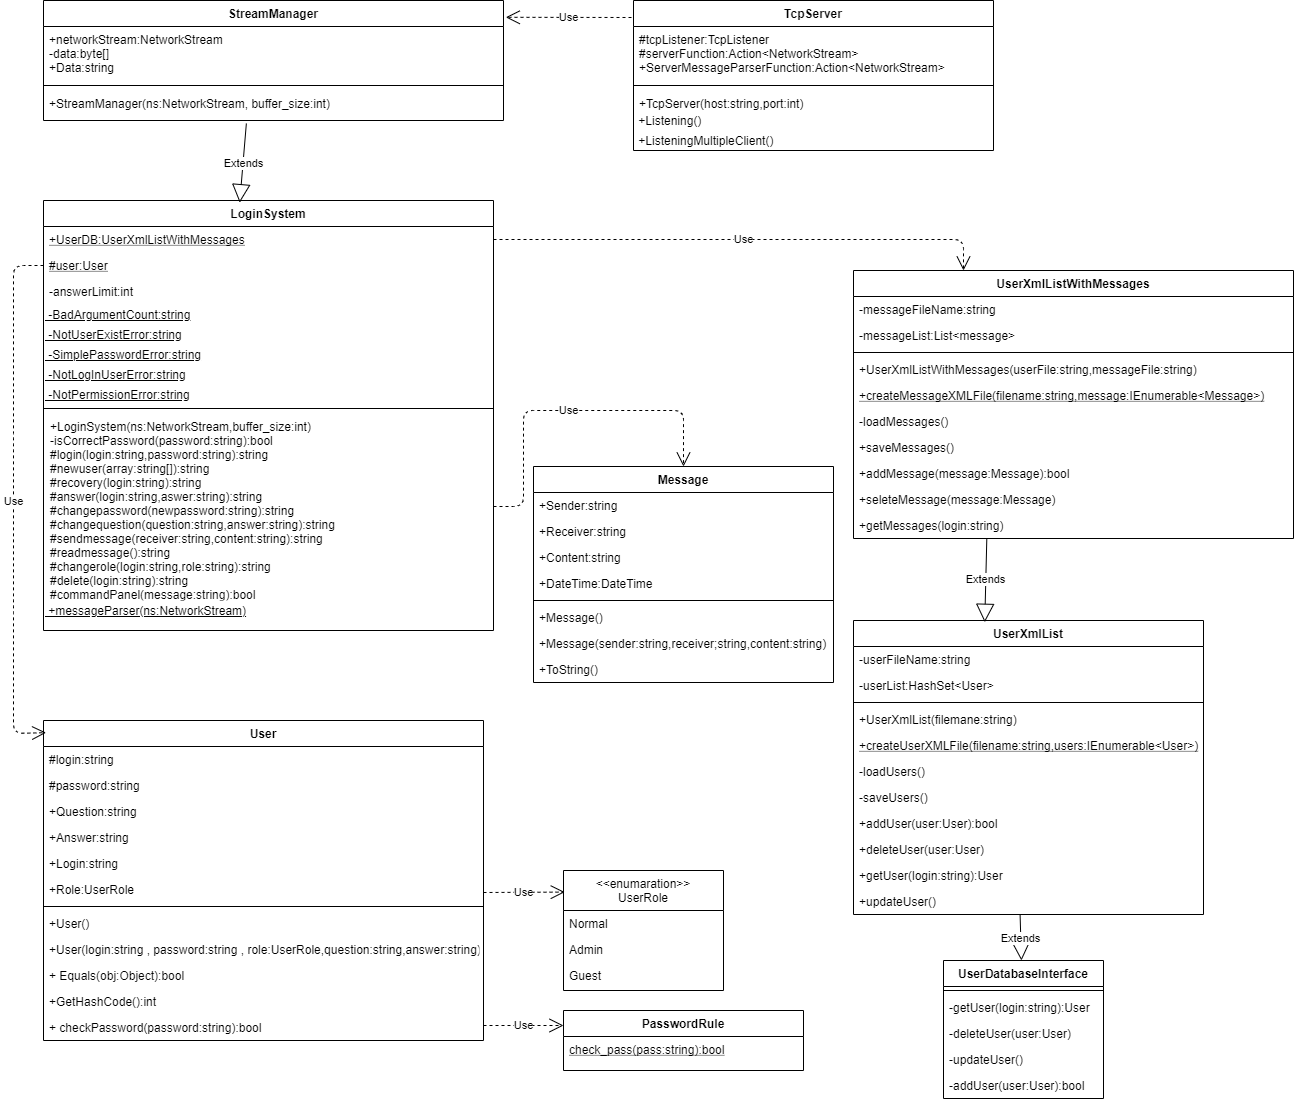 StreamManager
+networkStream:NetworkStream
-data:byte[]
+Data:string
+StreamManager(ns:NetworkStream, buffer_size:int)
Use
TcpServer
#tcpListener:TcpListener
#serverFunction:Action<NetworkStream>
+ServerMessageParserFunction:Action<NetworkStream>
+TcpServer(host:string,port:int)
+Listening()
+ListeningMultipleClient()
Extends
LoginSystem
+UserDB:UserXmlListWithMessages
#user:User
-answerLimit:int
-BadArgumentCount:string
-NotUserExistError:string
-SimplePasswordError:string
-NotLogInUserError:string
-NotPermissionError:string
+LoginSystem(ns:NetworkStream,buffer_size:int)
-isCorrectPassword(password:string):bool
#login(login:string,password:string):string
#newuser(array:string[]):string
#recovery(login:string):string
#answer(login:string,aswer:string):string
#changepassword(newpassword:string):string
#changequestion(question:string,answer:string):string
#sendmessage(receiver:string,content:string):string
#readmessage():string
#changerole(login:string,role:string):string
#delete(login:string):string
#commandPanel(message:string):bool
+messageParser(ns:NetworkStream)
Use
Use
Use
UserXmlListWithMessages
-messageFileName:string
-messageList:List<message>
+UserXmlListWithMessages(userFile:string,messageFile:string)
+createMessageXMLFile(filename:string,message:IEnumerable<Message>)
-loadMessages()
+saveMessages()
+addMessage(message:Message):bool
+seleteMessage(message:Message)
+getMessages(login:string)
Message
+Sender:string
+Receiver:string
+Content:string
+DateTime:DateTime
+Message()
+Message(sender:string,receiver;string,content:string)
+ToString()
Extends
UserXmlList
-userFileName:string
-userList:HashSet<User>
+UserXmlList(filemane:string)
+createUserXMLFile(filename:string,users:IEnumerable<User>)
-loadUsers()
-saveUsers()
+addUser(user:User):bool
+deleteUser(user:User)
+getUser(login:string):User
+updateUser()
User
#login:string
#password:string
+Question:string
+Answer:string
+Login:string
+Role:UserRole
+User()
+User(login:string , password:string , role:UserRole,question:string,answer:string)
+ Equals(obj:Object):bool
+GetHashCode():int
+ checkPassword(password:string):bool
Use
<<enumaration>>
UserRole
Normal
Admin
Guest
Use
PasswordRule
check_pass(pass:string):bool
Extends
UserDatabaseInterface
-getUser(login:string):User
-deleteUser(user:User)
-updateUser()
-addUser(user:User):bool